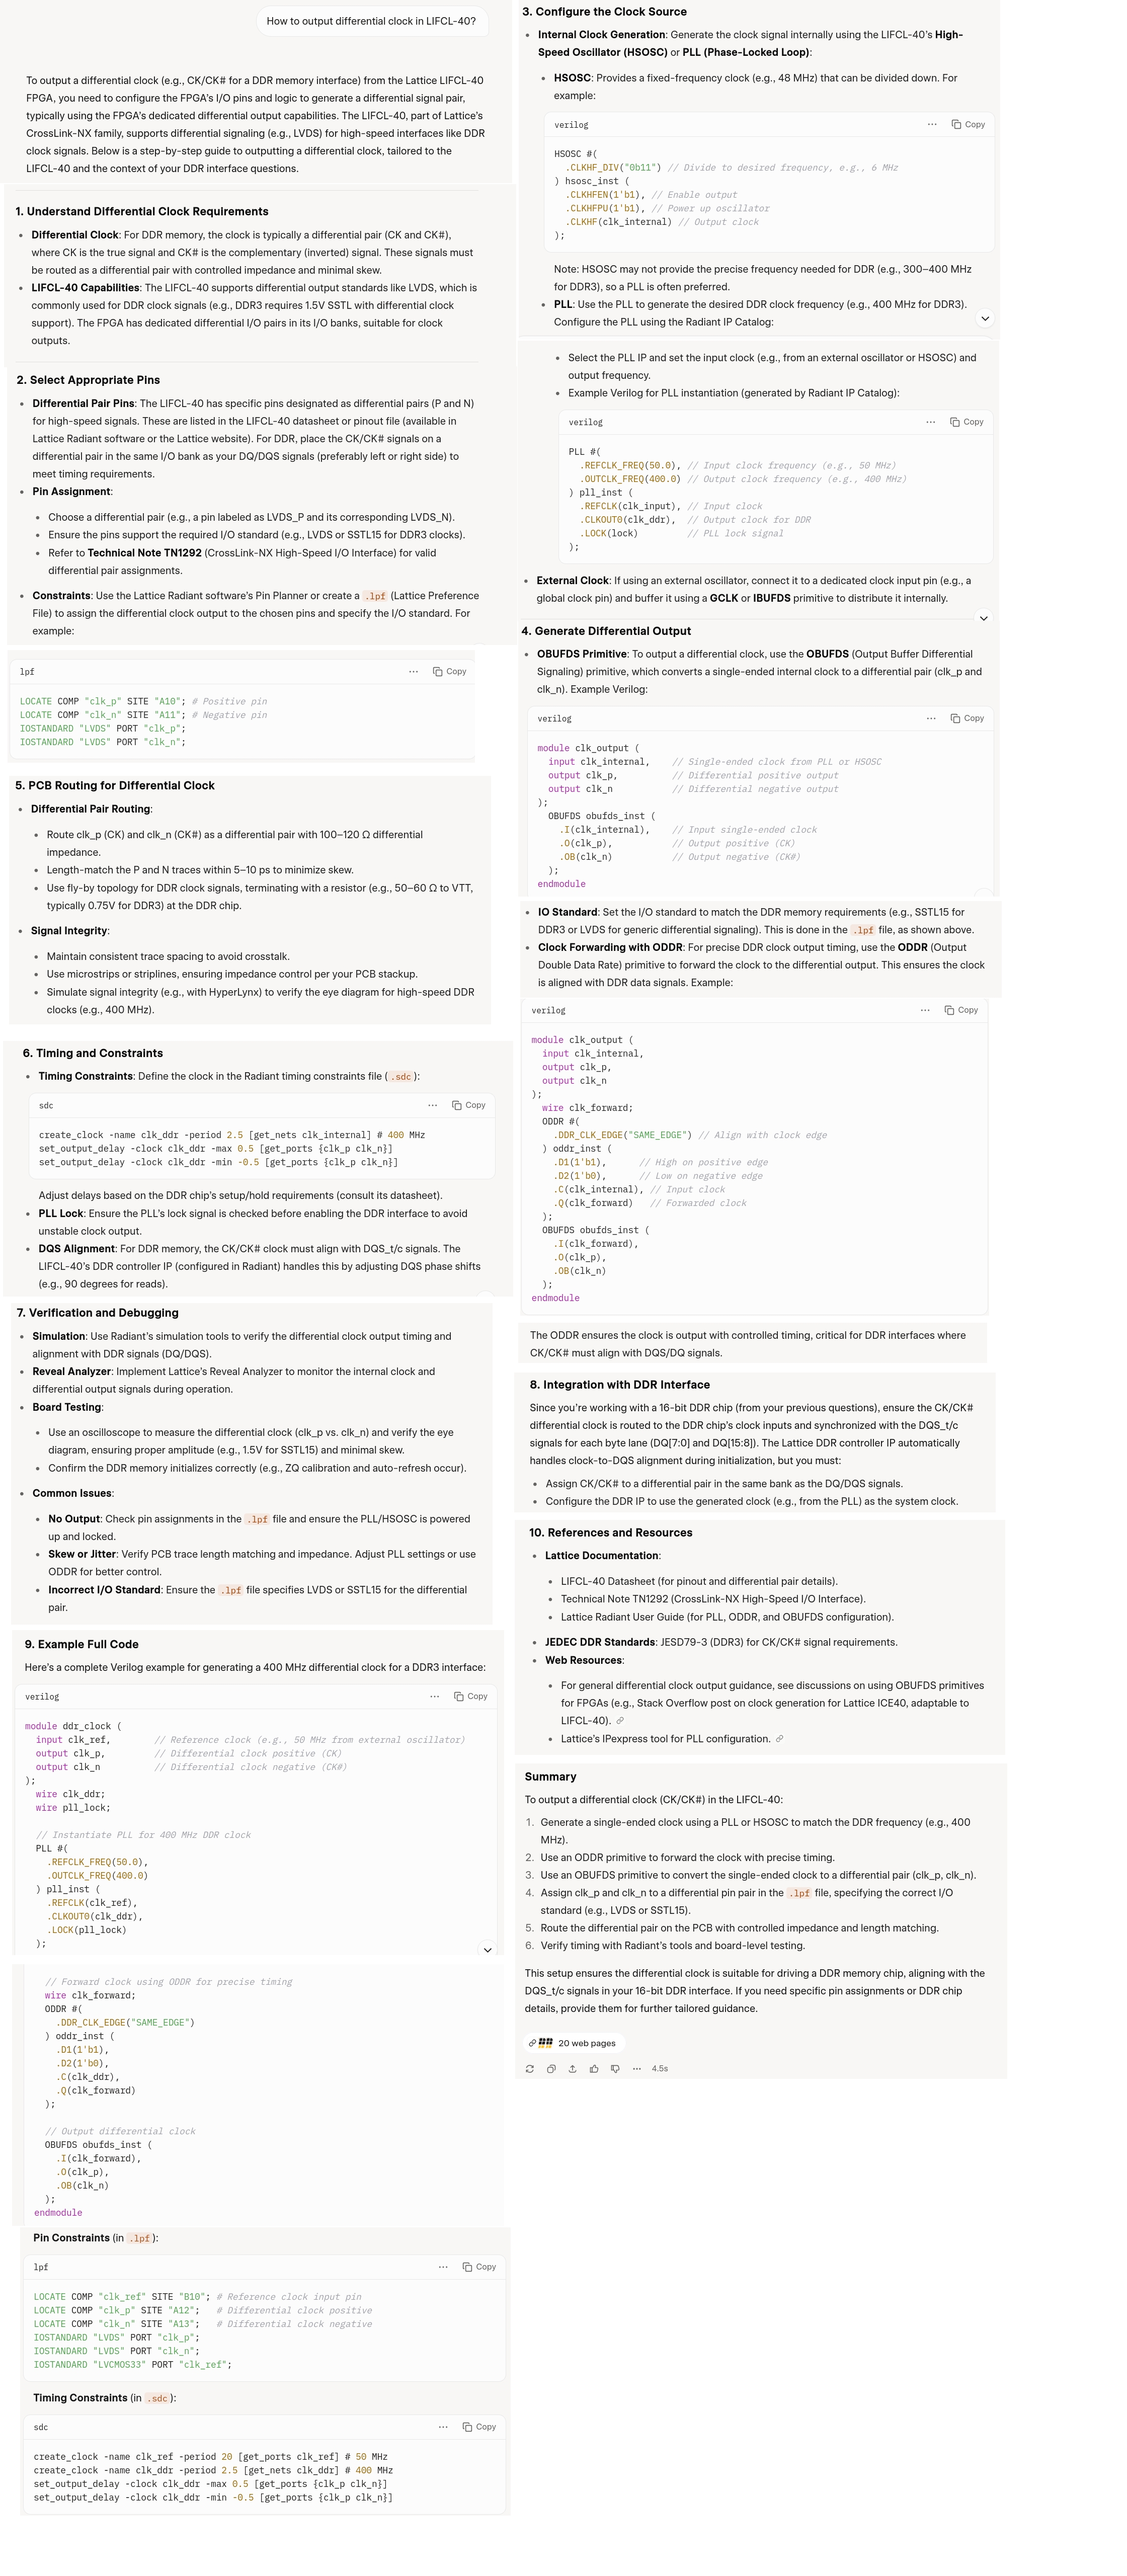 How to output differential clock in LIFCL-40?
To output a differential clock (e.g., CK/CK# for a DDR memory interface) from the Lattice LIFCL-40
FPGA, you need to configure the FPGA's I/O pins and logic to generate a differential signal pair,
typically using the FPGA's dedicated differential output capabilities. The LIFCL-40, part of Lattice's
CrossLink-NX family, supports differential signaling (e.g., LVDS) for high-speed interfaces like DDR
clock signals. Below is a step-by-step guide to outputting a differential clock, tailored to the
LIFCL-40 and the context of your DDR interface questions.
1. Understand Differential Clock Requirements
• Differential Clock: For DDR memory, the clock is typically a differential pair (CK and CK#),
where CK is the true signal and CK# is the complementary (inverted) signal. These signals must
be routed as a differential pair with controlled impedance and minimal skew.
• LIFCL-40 Capabilities: The LIFCL-40 supports differential output standards like LVDS, which is
commonly used for DDR clock signals (e.g., DDR3 requires 1.5V SSTL with differential clock
support). The FPGA has dedicated differential I/O pairs in its I/O banks, suitable for clock
outputs.
2. Select Appropriate Pins
• Differential Pair Pins: The LIFCL-40 has specific pins designated as differential pairs (P and N)
for high-speed signals. These are listed in the LIFCL-40 datasheet or pinout file (available in
Lattice Radiant software or the Lattice website). For DDR, place the CK/CK# signals on a
differential pair in the same I/O bank as your DQ/DQS signals (preferably left or right side) to
meet timing requirements.
• Pin Assignment:
• Choose a differential pair (e.g., a pin labeled as LVDS_P and its corresponding LVDS_N).
• Ensure the pins support the required I/O standard (e.g., LVDS or SSTL15 for DDR3 clocks).
• Refer to Technical Note TN1292 (CrossLink-NX High-Speed I/O Interface) for valid
differential pair assignments.
• Constraints: Use the Lattice Radiant software's Pin Planner or create a .lpf (Lattice Preference
File) to assign the differential clock output to the chosen pins and specify the I/O standard. For
example:
lpf
··· Copy
LOCATE COMP "clk_p" SITE "A10"; # Positive pin
LOCATE COMP "clk_n" SITE "A11"; # Negative pin
IOSTANDARD "LVDS" PORT "clk_p";
IOSTANDARD "LVDS" PORT "clk_n";
3. Configure the Clock Source
• Internal Clock Generation: Generate the clock signal internally using the LIFCL-40's High-
Speed Oscillator (HSOSC) or PLL (Phase-Locked Loop):
• HSOSC: Provides a fixed-frequency clock (e.g., 48 MHz) that can be divided down. For
example:
verilog
··· Copy
HSOSC #(
.CLKHF_DIV("0b11") // Divide to desired frequency, e.g., 6 MHz
) hsosc_inst (
.CLKHFEN(1'b1), // Enable output
.CLKHFPU(1'b1), // Power up oscillator
.CLKHF(clk_internal) // Output clock
);
Note: HSOSC may not provide the precise frequency needed for DDR (e.g., 300–400 MHz
for DDR3), so a PLL is often preferred.
• PLL: Use the PLL to generate the desired DDR clock frequency (e.g., 400 MHz for DDR3).
Configure the PLL using the Radiant IP Catalog:
• Select the PLL IP and set the input clock (e.g., from an external oscillator or HSOSC) and
output frequency.
• Example Verilog for PLL instantiation (generated by Radiant IP Catalog):
verilog
··· Copy
PLL #(
.REFCLK_FREQ(50.0), // Input clock frequency (e.g., 50 MHz)
.OUTCLK_FREQ(400.0) // Output clock frequency (e.g., 400 MHz)
) pll_inst (
.REFCLK(clk_input), // Input clock
.CLKOUT0(clk_ddr), // Output clock for DDR
.LOCK(lock) // PLL lock signal
);
• External Clock: If using an external oscillator, connect it to a dedicated clock input pin (e.g., a
global clock pin) and buffer it using a GCLK or IBUFDS primitive to distribute it internally.
4. Generate Differential Output
• OBUFDS Primitive: To output a differential clock, use the OBUFDS (Output Buffer Differential
Signaling) primitive, which converts a single-ended internal clock to a differential pair (clk_p and
clk_n). Example Verilog:
verilog
··· Copy
module clk_output (
input clk_internal, // Single-ended clock from PLL or HSOSC
output clk_p, // Differential positive output
output clk_n // Differential negative output
);
OBUFDS obufds_inst (
.I(clk_internal), // Input single-ended clock
.O(clk_p), // Output positive (CK)
.OB(clk_n) // Output negative (CK#)
);
endmodule
• IO Standard: Set the I/O standard to match the DDR memory requirements (e.g., SSTL15 for
DDR3 or LVDS for generic differential signaling). This is done in the .lpf file, as shown above.
• Clock Forwarding with ODDR: For precise DDR clock output timing, use the ODDR (Output
Double Data Rate) primitive to forward the clock to the differential output. This ensures the clock
is aligned with DDR data signals. Example:
verilog
··· Copy
module clk_output (
input clk_internal,
output clk_p,
output clk_n
);
wire clk_forward;
ODDR #(
.DDR_CLK_EDGE("SAME_EDGE") // Align with clock edge
) oddr_inst (
.D1(1'b1), // High on positive edge
.D2(1'b0), // Low on negative edge
.C(clk_internal), // Input clock
.Q(clk_forward) // Forwarded clock
);
OBUFDS obufds_inst (
.I(clk_forward),
.O(clk_p),
.OB(clk_n)
);
endmodule
The ODDR ensures the clock is output with controlled timing, critical for DDR interfaces where
CK/CK# must align with DQS/DQ signals.
5. PCB Routing for Differential Clock
• Differential Pair Routing:
• Route clk_p (CK) and clk_n (CK#) as a differential pair with 100–120 Ω differential
impedance.
• Length-match the P and N traces within 5–10 ps to minimize skew.
• Use fly-by topology for DDR clock signals, terminating with a resistor (e.g., 50–60 Ω to VTT,
typically 0.75V for DDR3) at the DDR chip.
• Signal Integrity:
• Maintain consistent trace spacing to avoid crosstalk.
• Use microstrips or striplines, ensuring impedance control per your PCB stackup.
• Simulate signal integrity (e.g., with HyperLynx) to verify the eye diagram for high-speed DDR
clocks (e.g., 400 MHz).
6. Timing and Constraints
• Timing Constraints: Define the clock in the Radiant timing constraints file (.sdc):
sdc
··· Copy
create_clock -name clk_ddr -period 2.5 [get_nets clk_internal] # 400 MHz
set_output_delay -clock clk_ddr -max 0.5 [get_ports {clk_p clk_n}]
set_output_delay -clock clk_ddr -min -0.5 [get_ports {clk_p clk_n}]
Adjust delays based on the DDR chip's setup/hold requirements (consult its datasheet).
• PLL Lock: Ensure the PLL's lock signal is checked before enabling the DDR interface to avoid
unstable clock output.
• DQS Alignment: For DDR memory, the CK/CK# clock must align with DQS_t/c signals. The
LIFCL-40's DDR controller IP (configured in Radiant) handles this by adjusting DQS phase shifts
(e.g., 90 degrees for reads).
7. Verification and Debugging
• Simulation: Use Radiant's simulation tools to verify the differential clock output timing and
alignment with DDR signals (DQ/DQS).
• Reveal Analyzer: Implement Lattice's Reveal Analyzer to monitor the internal clock and
differential output signals during operation.
• Board Testing:
• Use an oscilloscope to measure the differential clock (clk_p vs. clk_n) and verify the eye
diagram, ensuring proper amplitude (e.g., 1.5V for SSTL15) and minimal skew.
• Confirm the DDR memory initializes correctly (e.g., ZQ calibration and auto-refresh occur).
• Common Issues:
• No Output: Check pin assignments in the .lpf file and ensure the PLL/HSOSC is powered
up and locked.
• Skew or Jitter: Verify PCB trace length matching and impedance. Adjust PLL settings or use
ODDR for better control.
• Incorrect I/O Standard: Ensure the .lpf file specifies LVDS or SSTL15 for the differential
pair.
8. Integration with DDR Interface
Since you're working with a 16-bit DDR chip (from your previous questions), ensure the CK/CK#
differential clock is routed to the DDR chip's clock inputs and synchronized with the DQS_t/c
signals for each byte lane (DQ[7:0] and DQ[15:8]). The Lattice DDR controller IP automatically
handles clock-to-DQS alignment during initialization, but you must:
• Assign CK/CK# to a differential pair in the same bank as the DQ/DQS signals.
• Configure the DDR IP to use the generated clock (e.g., from the PLL) as the system clock.
9. Example Full Code
Here's a complete Verilog example for generating a 400 MHz differential clock for a DDR3 interface:
verilog
··· Copy
module ddr_clock (
input clk_ref, // Reference clock (e.g., 50 MHz from external oscillator)
output clk_p, // Differential clock positive (CK)
output clk_n // Differential clock negative (CK#)
);
wire clk_ddr;
wire pll_lock;
// Instantiate PLL for 400 MHz DDR clock
PLL #(
.REFCLK_FREQ(50.0),
.OUTCLK_FREQ(400.0)
) pll_inst (
.REFCLK(clk_ref),
.CLKOUT0(clk_ddr),
.LOCK(pll_lock)
);
// Forward clock using ODDR for precise timing
wire clk_forward;
ODDR #(
.DDR_CLK_EDGE("SAME_EDGE")
) oddr_inst (
.D1(1'b1),
.D2(1'b0),
.C(clk_ddr),
.Q(clk_forward)
);
// Output differential clock
OBUFDS obufds_inst (
.I(clk_forward),
.O(clk_p),
.OB(clk_n)
);
endmodule
Pin Constraints (in .lpf):
lpf
··· Copy
LOCATE COMP "clk_ref" SITE "B10"; # Reference clock input pin
LOCATE COMP "clk_p" SITE "A12"; # Differential clock positive
LOCATE COMP "clk_n" SITE "A13"; # Differential clock negative
IOSTANDARD "LVDS" PORT "clk_p";
IOSTANDARD "LVDS" PORT "clk_n";
IOSTANDARD "LVCMOS33" PORT "clk_ref";
Timing Constraints (in .sdc):
sdc
··· Copy
create_clock -name clk_ref -period 20 [get_ports clk_ref] # 50 MHz
create_clock -name clk_ddr -period 2.5 [get_nets clk_ddr] # 400 MHz
set_output_delay -clock clk_ddr -max 0.5 [get_ports {clk_p clk_n}]
set_output_delay -clock clk_ddr -min -0.5 [get_ports {clk_p clk_n}]
10. References and Resources
• Lattice Documentation:
• LIFCL-40 Datasheet (for pinout and differential pair details).
• Technical Note TN1292 (CrossLink-NX High-Speed I/O Interface).
• Lattice Radiant User Guide (for PLL, ODDR, and OBUFDS configuration).
• JEDEC DDR Standards: JESD79-3 (DDR3) for CK/CK# signal requirements.
• Web Resources:
• For general differential clock output guidance, see discussions on using OBUFDS primitives
for FPGAs (e.g., Stack Overflow post on clock generation for Lattice ICE40, adaptable to
LIFCL-40).
• Lattice's IPexpress tool for PLL configuration.
Summary
To output a differential clock (CK/CK#) in the LIFCL-40:
1. Generate a single-ended clock using a PLL or HSOSC to match the DDR frequency (e.g., 400
MHz).
2. Use an ODDR primitive to forward the clock with precise timing.
3. Use an OBUFDS primitive to convert the single-ended clock to a differential pair (clk_p, clk_n).
4. Assign clk_p and clk_n to a differential pin pair in the .lpf file, specifying the correct I/O
standard (e.g., LVDS or SSTL15).
5. Route the differential pair on the PCB with controlled impedance and length matching.
6. Verify timing with Radiant's tools and board-level testing.
This setup ensures the differential clock is suitable for driving a DDR memory chip, aligning with the
DQS_t/c signals in your 16-bit DDR interface. If you need specific pin assignments or DDR chip
details, provide them for further tailored guidance.
20 web pages
··· 4.5s